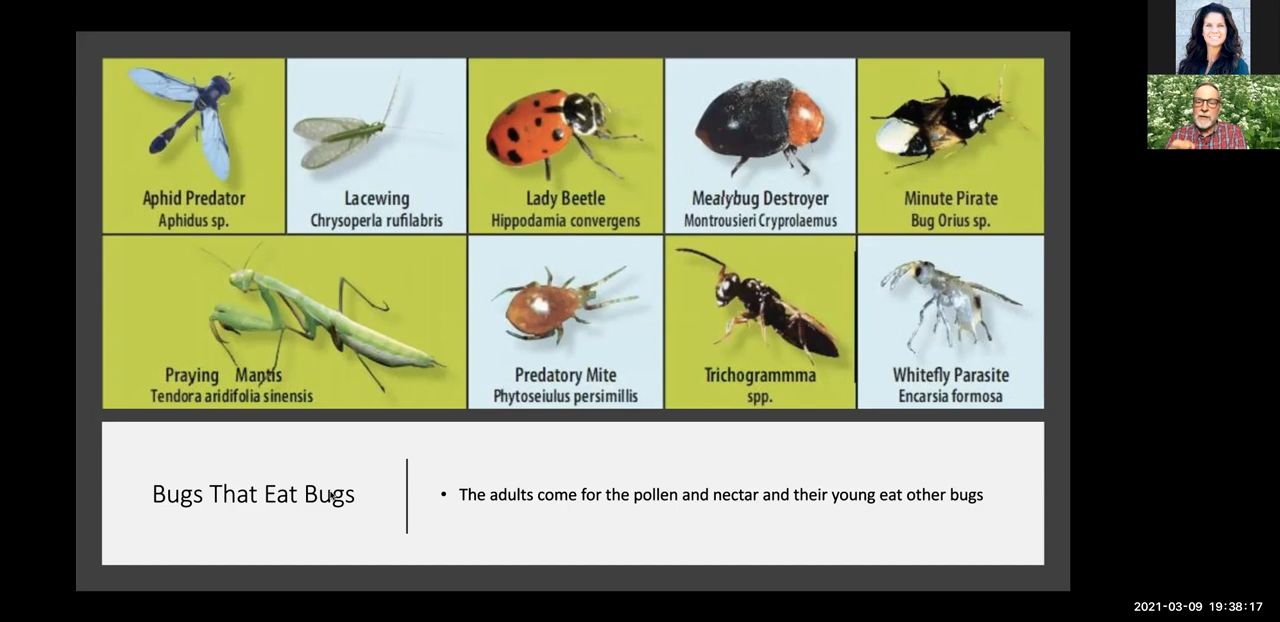 Aphid Predator
Aphidus sp.
Lacewing
Chrysoperla rufilabris
Lady Beetle
Hippodamia convergens
Mealybug Destroyer
Montrousieri Cryprolaemus
Minute Pirate
Bug Orius sp.
Praying Mantis
Tendora aridifolia sinensis
Predatory Mite
Phytoseiulus persimillis
Trichogrammma
spp.
Whitefly Parasite
Encarsia formosa
Bugs That Eat Bugs
• The adults come for the pollen and nectar and their young eat other bugs
2021-03-09 19:38:17